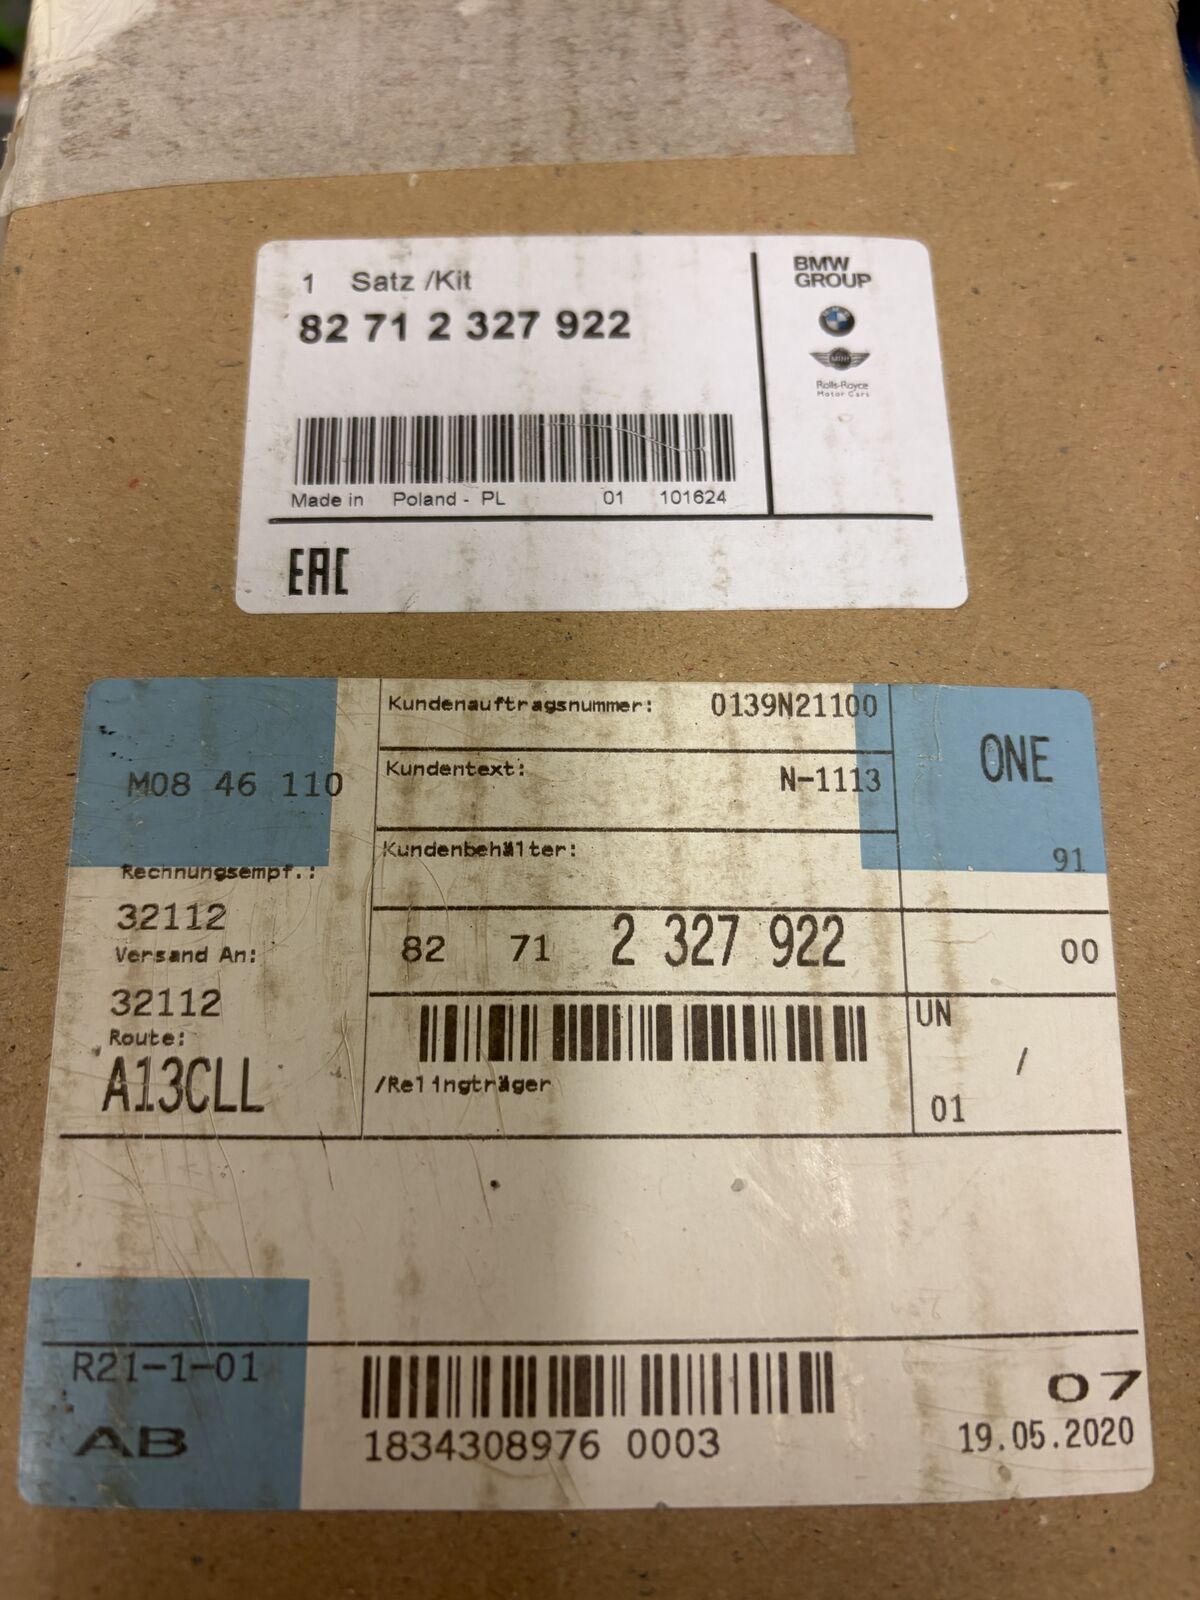 1 Satz /Kit
82 71 2 327 922
Made in Poland - PL 01 101624
EAC
BMW
GROUP
MINI
Rolls-Royce
Motor Cars
M08 46 110
Kundenauftragsnummer: 0139N21100
Kundentext: N-1113
Kundenbehälter:
ONE
91
Rechnungsempf.:
32112
Versand An:
32112
Route:
A13CLL
82 71 2 327 922
00
/Relingträger
UN
/
01
R21-1-01
AB
1834308976 0003
07
19.05.2020